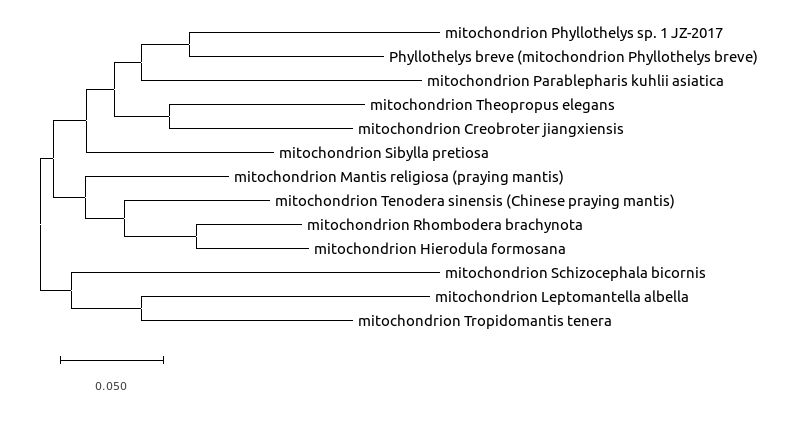 mitochondrion Phyllothelys sp. 1 JZ-2017
Phyllothelys breve (mitochondrion Phyllothelys breve)
mitochondrion Parablepharis kuhlii asiatica
mitochondrion Theopropus elegans
mitochondrion Creobroter jiangxiensis
mitochondrion Sibylla pretiosa
mitochondrion Mantis religiosa (praying mantis)
mitochondrion Tenodera sinensis (Chinese praying mantis)
mitochondrion Rhombodera brachynota
mitochondrion Hierodula formosana
mitochondrion Schizocephala bicornis
mitochondrion Leptomantella albella
mitochondrion Tropidomantis tenera
0.050